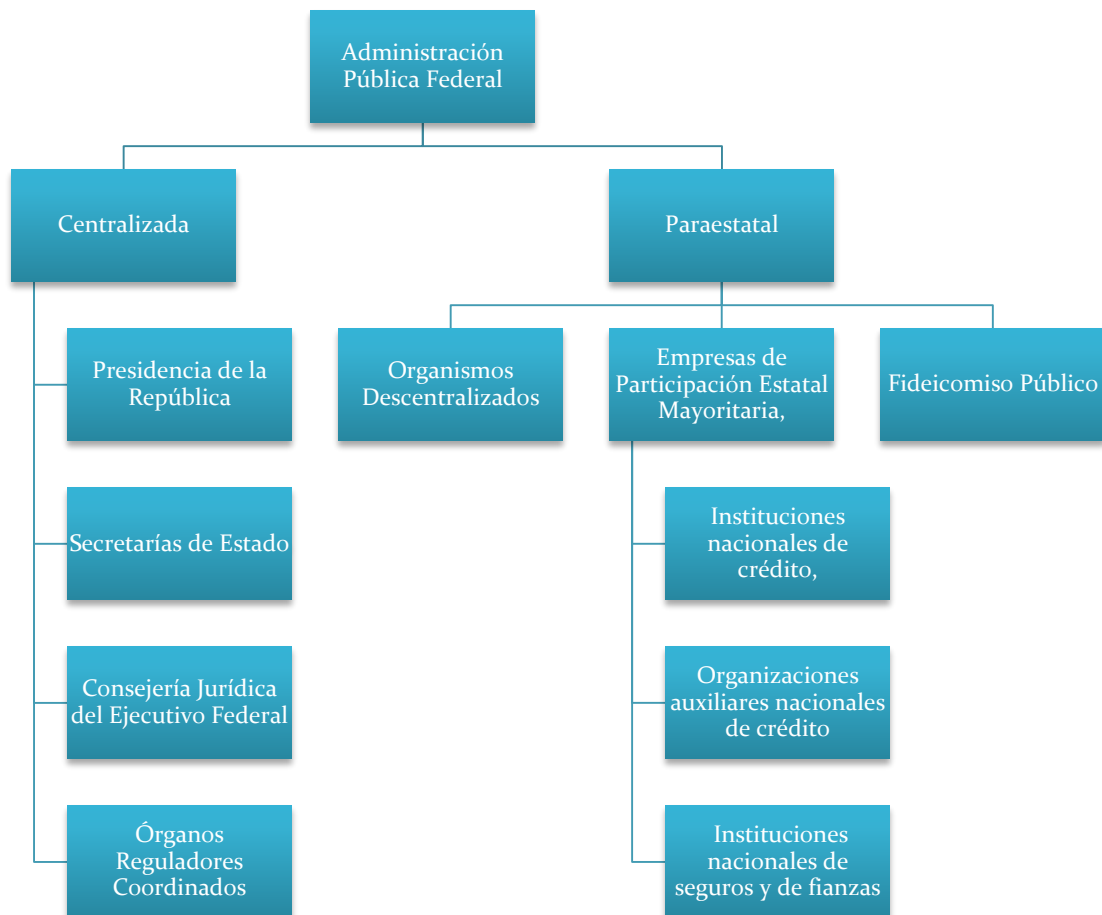 Administración
Pública Federal
Centralizada
Paraestatal
Presidencia de la
República
Organismos
Descentralizados
Empresas de
Participación Estatal
Mayoritaria,
Fideicomiso Público
Secretarías de Estado
Instituciones
nacionales de
crédito,
Consejería Jurídica
del Ejecutivo Federal
Organizaciones
auxiliares nacionales
de crédito
Órganos
Reguladores
Coordinados
Instituciones
nacionales de
seguros y de fianzas